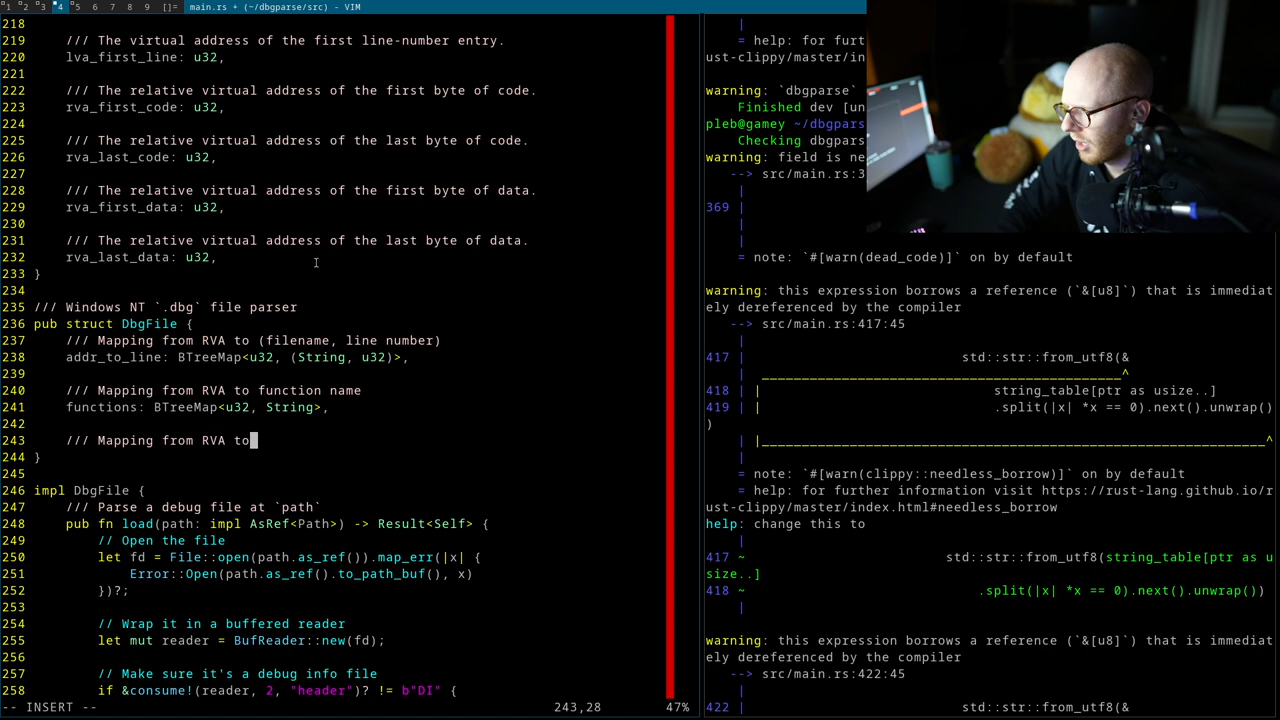 1 2 3 4 5 6 7 8 9 []= main.rs + (~/dbgparse/src) - VIM
218
219 /// The virtual address of the first line-number entry.
220 lva_first_line: u32,
221
222 /// The relative virtual address of the first byte of code.
223 rva_first_code: u32,
224
225 /// The relative virtual address of the last byte of code.
226 rva_last_code: u32,
227
228 /// The relative virtual address of the first byte of data.
229 rva_first_data: u32,
230
231 /// The relative virtual address of the last byte of data.
232 rva_last_data: u32,
233 }
234
235 /// Windows NT `.dbg` file parser
236 pub struct DbgFile {
237 /// Mapping from RVA to (filename, line number)
238 addr_to_line: BTreeMap<u32, (String, u32)>,
239
240 /// Mapping from RVA to function name
241 functions: BTreeMap<u32, String>,
242
243 /// Mapping from RVA to
244 }
245
246 impl DbgFile {
247 /// Parse a debug file at `path`
248 pub fn load(path: impl AsRef<Path>) -> Result<Self> {
249 // Open the file
250 let fd = File::open(path.as_ref()).map_err(|x| {
251 Error::Open(path.as_ref().to_path_buf(), x)
252 })?;
253
254 // Wrap it in a buffered reader
255 let mut reader = BufReader::new(fd);
256
257 // Make sure it's a debug info file
258 if &consume!(reader, 2, "header")? != b"DI" {
-- INSERT -- 243,28 47%
|
= help: for furt
ust-clippy/master/in
warning: `dbgparse`
Finished dev [un
pleb@gamey ~/dbgpars
Checking dbgpars
warning: field is ne
--> src/main.rs:3
|
369 |
|
|
= note: `#[warn(dead_code)]` on by default
warning: this expression borrows a reference (`&[u8]`) that is immediat
ely dereferenced by the compiler
--> src/main.rs:417:45
|
417 | std::str::from_utf8(&
| _____________________________________________^
418 | | string_table[ptr as usize..]
419 | | .split(|x| *x == 0).next().unwrap()
)
| |_______________________________________________________________^
|
= note: `#[warn(clippy::needless_borrow)]` on by default
= help: for further information visit https://rust-lang.github.io/r
ust-clippy/master/index.html#needless_borrow
help: change this to
|
417 ~ std::str::from_utf8(string_table[ptr as u
size..]
418 ~ .split(|x| *x == 0).next().unwrap())
|
warning: this expression borrows a reference (`&[u8]`) that is immediat
ely dereferenced by the compiler
--> src/main.rs:422:45
|
422 | std::str::from_utf8(&